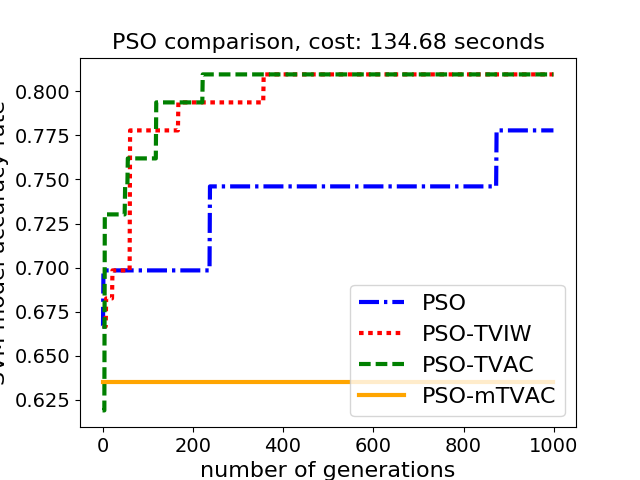 PSO comparison, cost: 134.68 seconds
0.800
0.775
0.750
0.725
0.700
0.675
0.650
0.625
SVM model accuracy rate
0 200 400 600 800 1000
number of generations
PSO
PSO-TVIW
PSO-TVAC
PSO-mTVAC